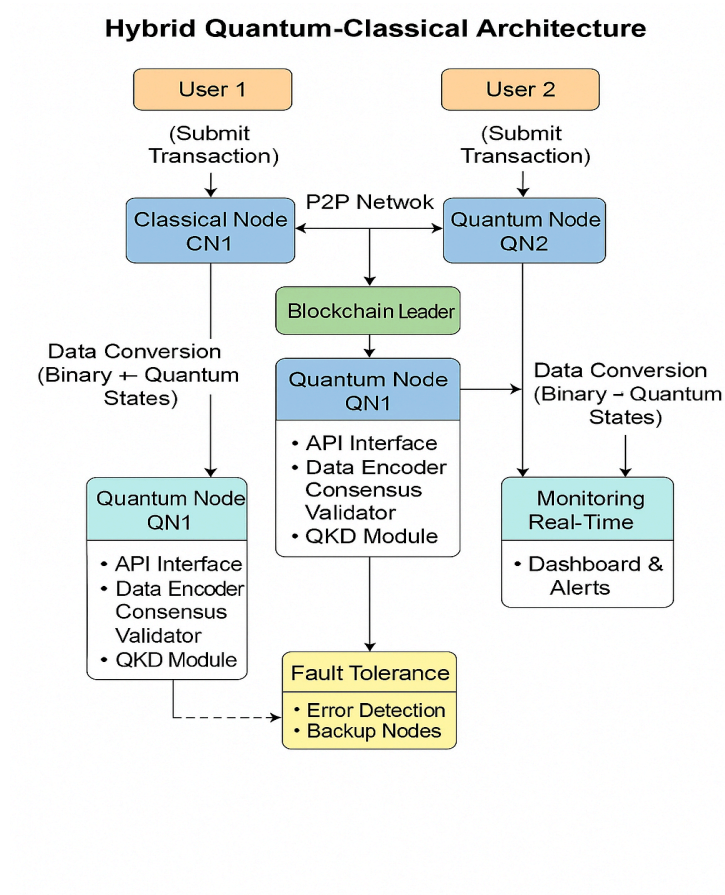 Hybrid Quantum-Classical Architecture
User 1
User 2
(Submit
Transaction)
(Submit
Transaction)
P2P Netwok
Classical Node
CN1
Quantum Node
QN2
Blockchain Leader
Data Conversion
(Binary ← Quantum
States)
Quantum Node
QN1
• API Interface
• Data Encoder
Consensus
Validator
• QKD Module
Data Conversion
(Binary → Quantum
States)
Quantum Node
QN1
• API Interface
• Data Encoder
Consensus
Validator
• QKD Module
Monitoring
Real-Time
• Dashboard &
Alerts
Fault Tolerance
• Error Detection
• Backup Nodes